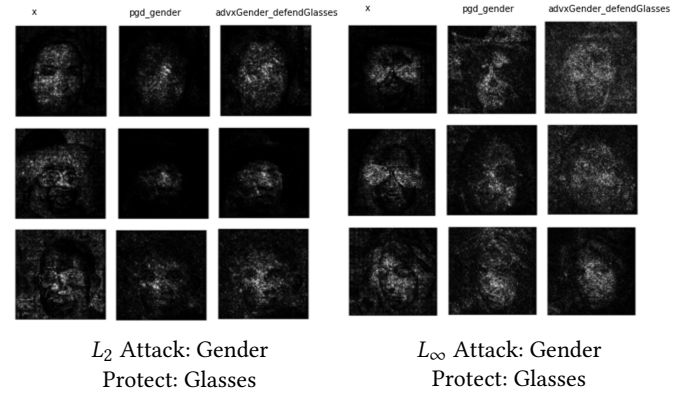 x pgd_gender advxGender_defendGlasses
x pgd_gender advxGender_defendGlasses
L₂ Attack: Gender
Protect: Glasses
L∞ Attack: Gender
Protect: Glasses